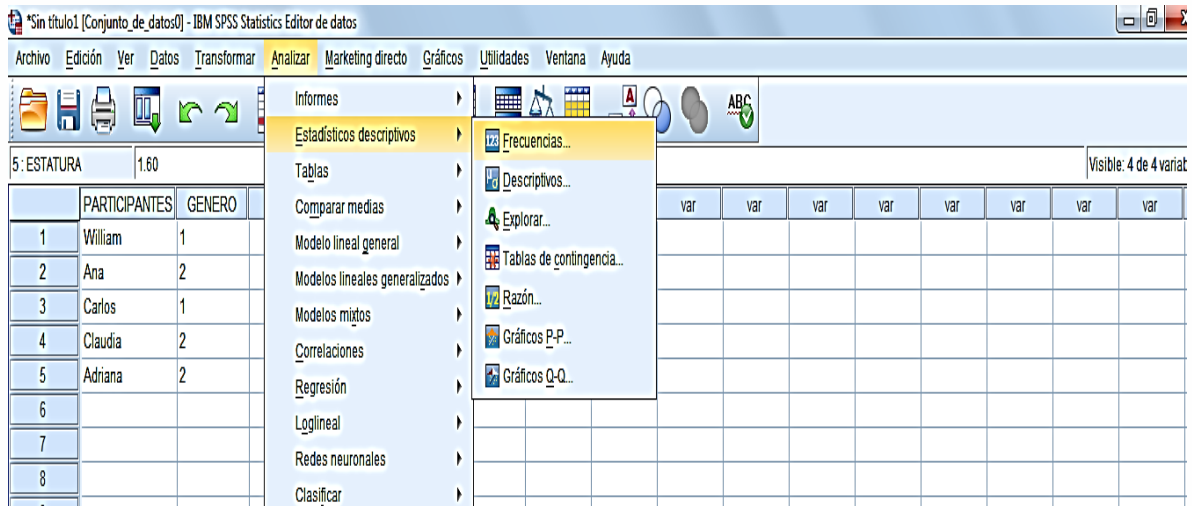 *Sin título1 [Conjunto_de_datos0] - IBM SPSS Statistics Editor de datos
Archivo Edición Ver Datos Transformar Analizar Marketing directo Gráficos Utilidades Ventana Ayuda
5 : ESTATURA 1.60 Visible: 4 de 4 variab
PARTICIPANTES GENERO var var var var var var var var
1 William 1
2 Ana 2
3 Carlos 1
4 Claudia 2
5 Adriana 2
6
7
8
Informes
Estadísticos descriptivos
Tablas
Comparar medias
Modelo lineal general
Modelos lineales generalizados
Modelos mixtos
Correlaciones
Regresión
Loglineal
Redes neuronales
Clasificar
123 Frecuencias...
Descriptivos...
Explorar...
Tablas de contingencia...
1/2 Razón...
Gráficos P-P...
Gráficos Q-Q...
A
ABC